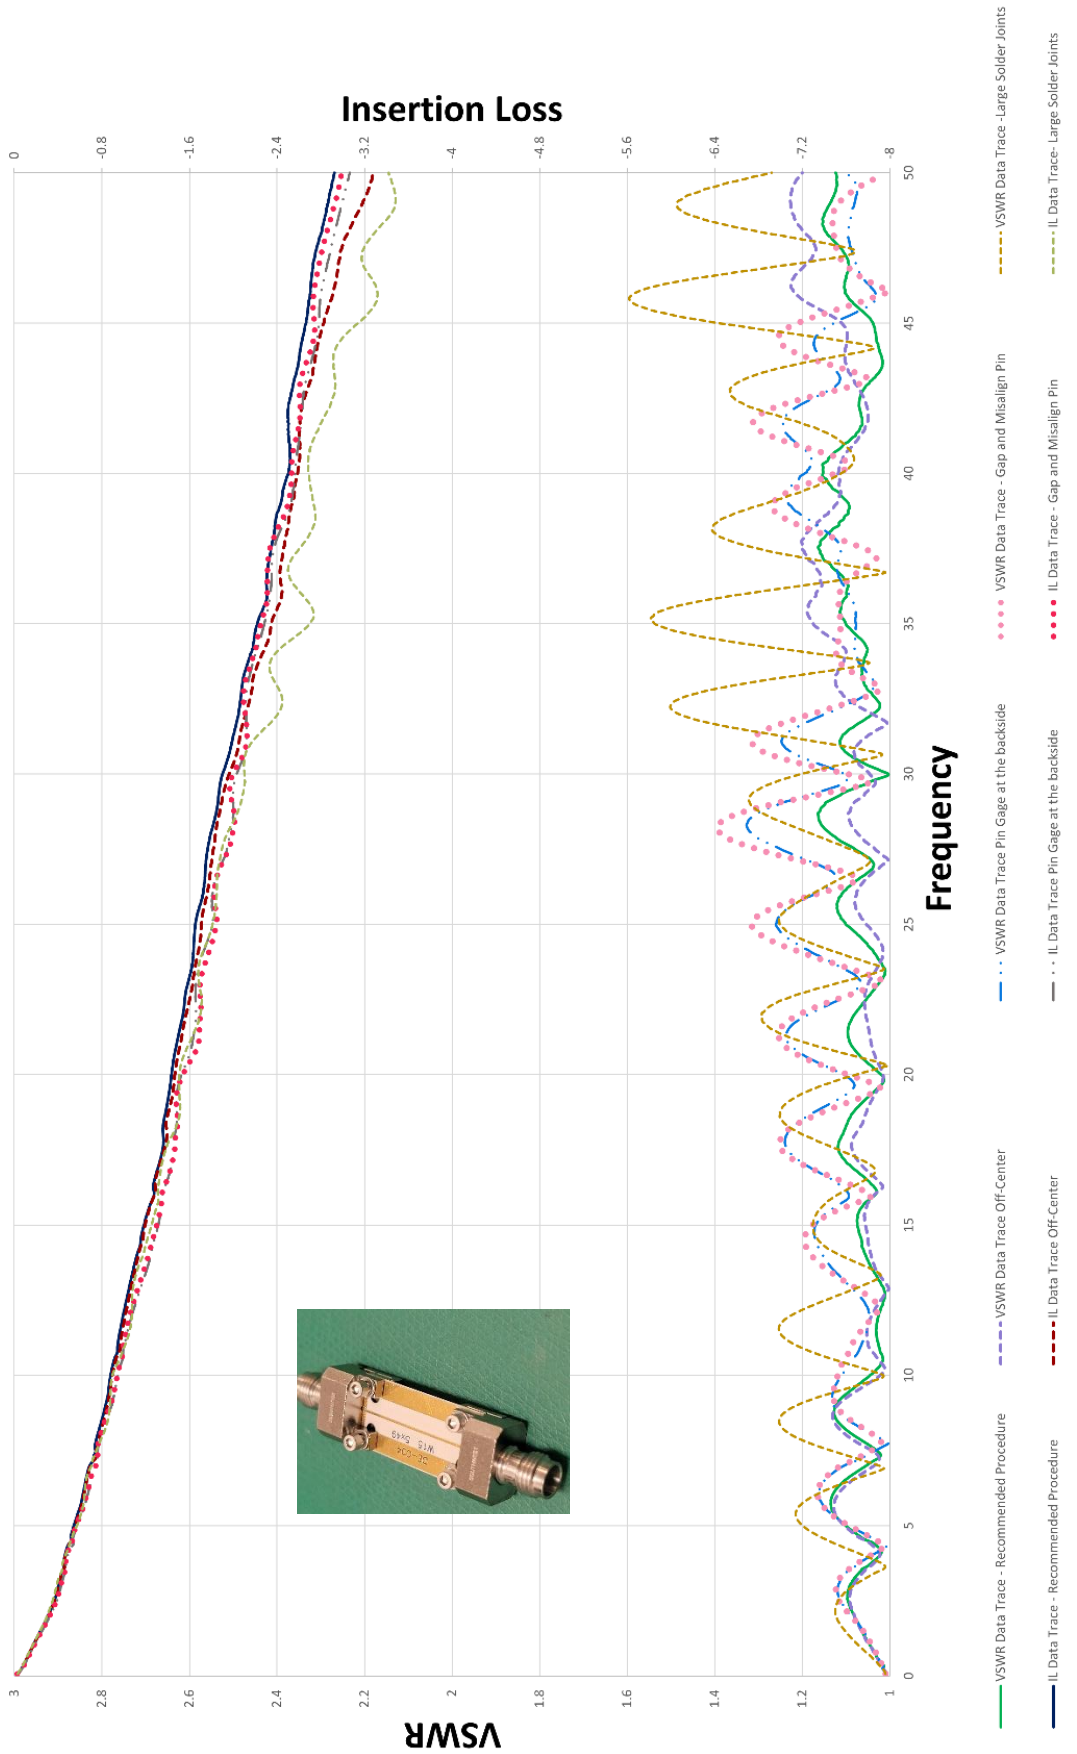 Insertion Loss
0
-0.8
-1.6
-2.4
-3.2
-4
-4.8
-5.6
-6.4
-7.2
-8
3
2.8
2.6
2.4
2.2
2
1.8
1.6
1.4
1.2
1
VSWR
0
5
10
15
20
25
30
35
40
45
50
Frequency
W15 5x49
VSWR Data Trace - Recommended Procedure
VSWR Data Trace Off-Center
VSWR Data Trace Pin Gage at the backside
VSWR Data Trace - Gap and Misalign Pin
VSWR Data Trace -Large Solder Joints
IL Data Trace - Recommended Procedure
IL Data Trace Off-Center
IL Data Trace Pin Gage at the backside
IL Data Trace - Gap and Misalign Pin
IL Data Trace- Large Solder Joints